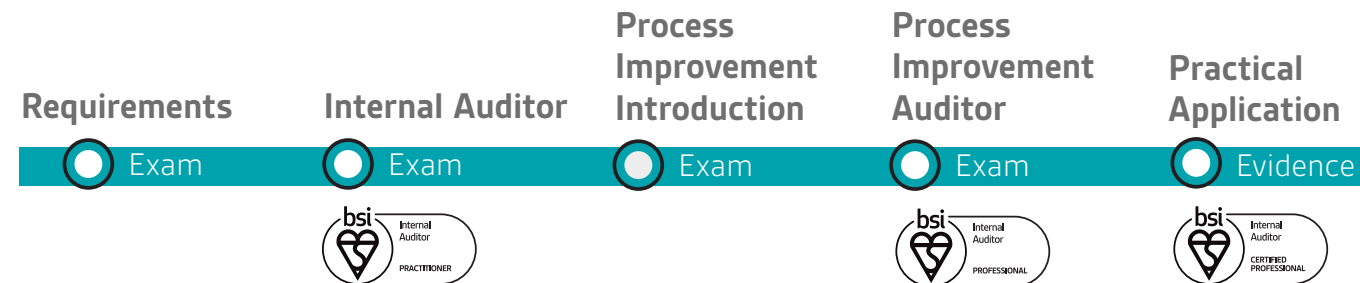 Requirements
Exam
Internal Auditor
Exam
bsi
Internal
Auditor
PRACTITIONER
Process
Improvement
Introduction
Exam
Process
Improvement
Auditor
Exam
bsi
Internal
Auditor
PROFESSIONAL
Practical
Application
Evidence
bsi
Internal
Auditor
CERTIFIED
PROFESSIONAL